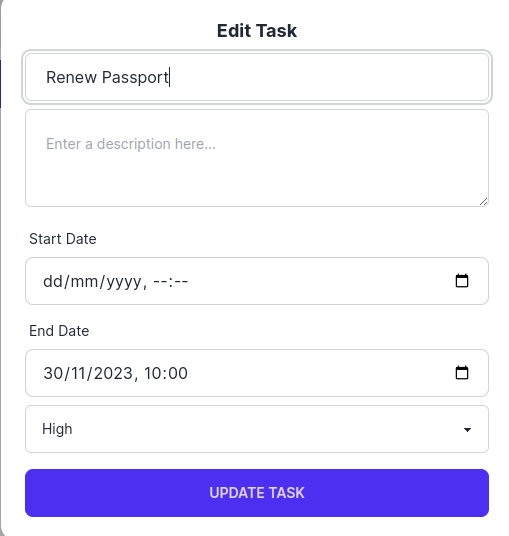 Edit Task
Renew Passport
Enter a description here...
Start Date
dd/mm/yyyy, --:--
End Date
30/11/2023, 10:00
High
UPDATE TASK